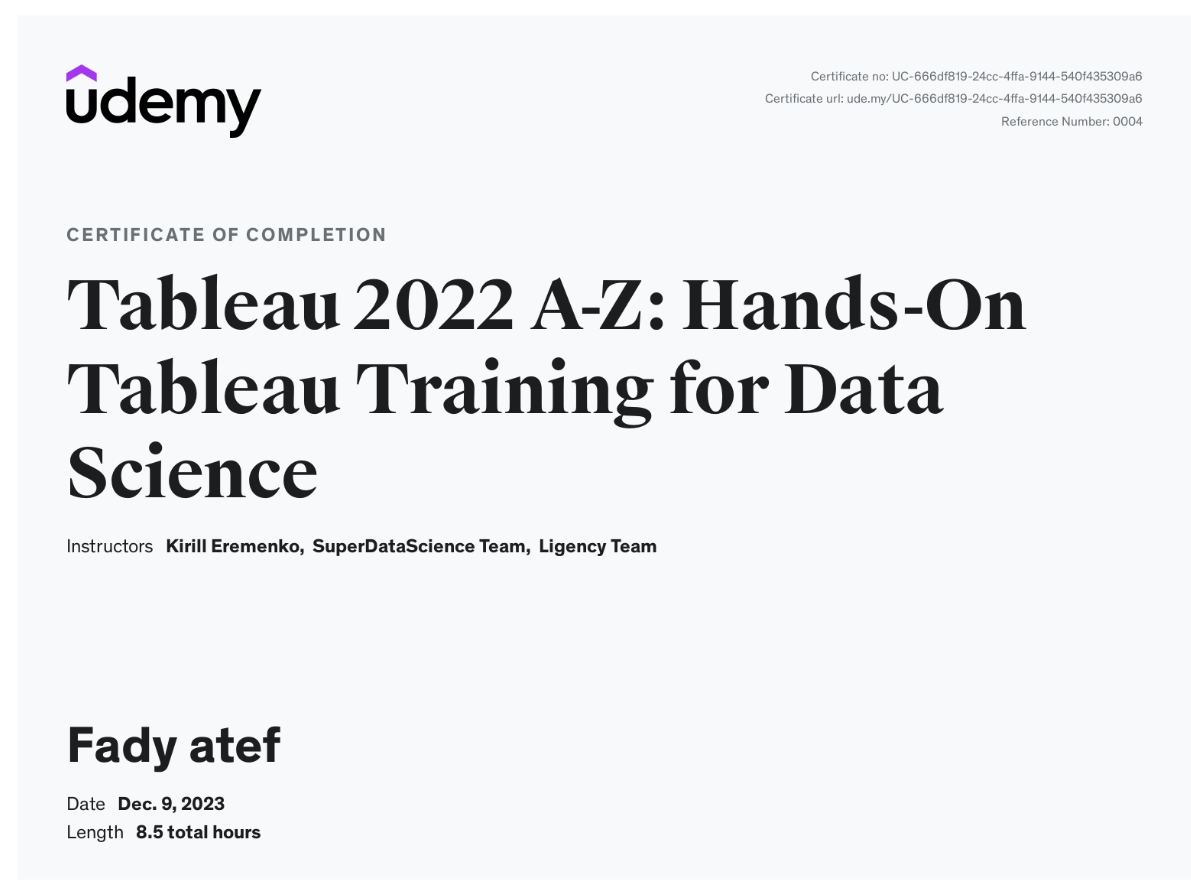 udemy
Certificate no: UC-666df819-24cc-4ffa-9144-540f435309a6
Certificate url: ude.my/UC-666df819-24cc-4ffa-9144-540f435309a6
Reference Number: 0004
CERTIFICATE OF COMPLETION
Tableau 2022 A-Z: Hands-On
Tableau Training for Data
Science
Instructors Kirill Eremenko, SuperDataScience Team, Ligency Team
Fady atef
Date Dec. 9, 2023
Length 8.5 total hours